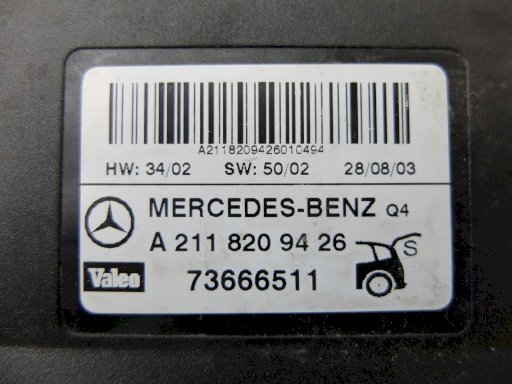 A2118209426010494
HW: 34/02 SW: 50/02 28/08/03
MERCEDES-BENZ Q4
A 211 820 94 26
S
Valeo 73666511